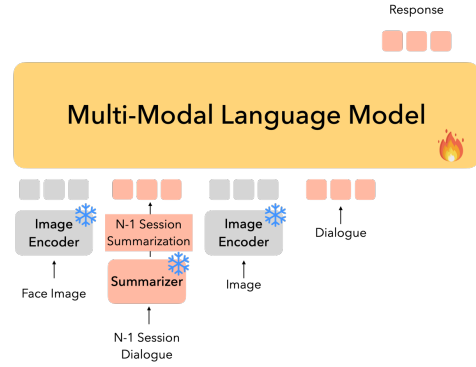 Response
Multi-Modal Language Model
Image
Encoder
N-1 Session
Summarization
Image
Encoder
Dialogue
Face Image
Summarizer
Image
N-1 Session
Dialogue